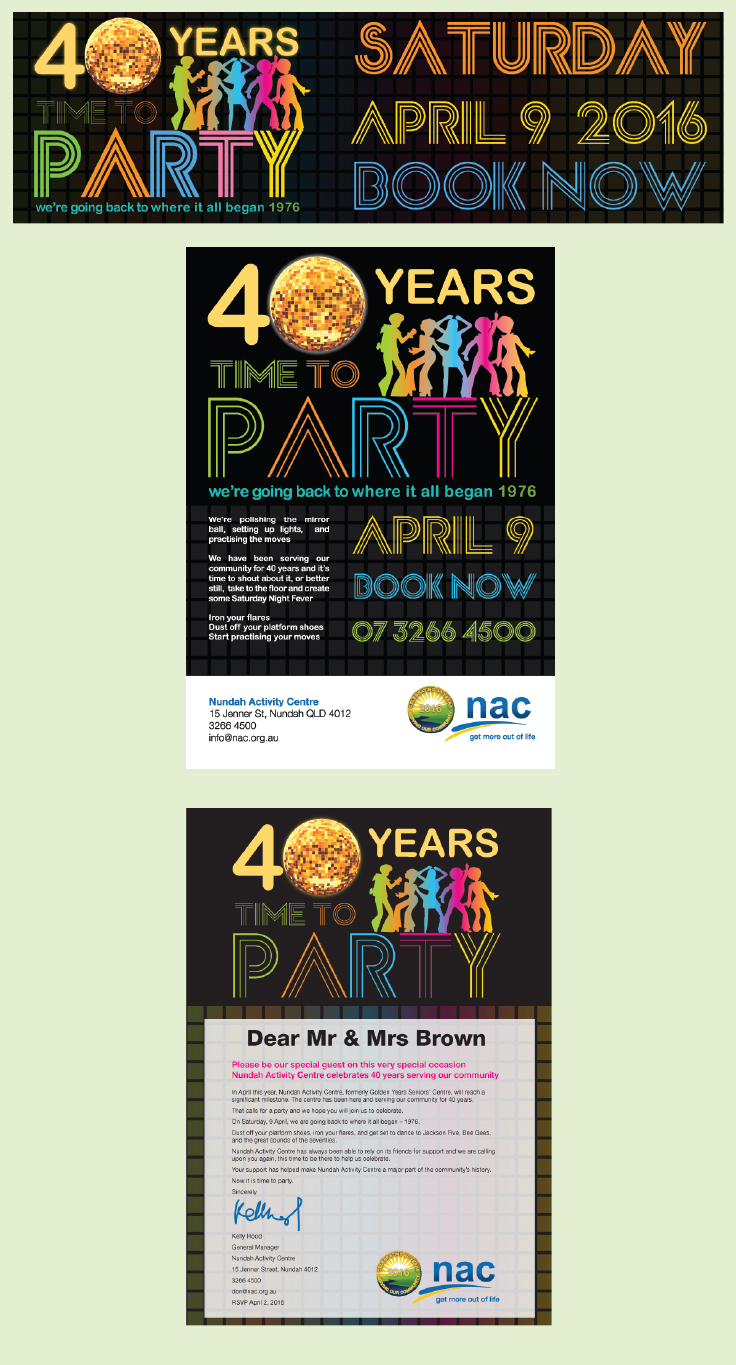 40 YEARS
TIME TO
PARTY
we're going back to where it all began 1976
SATURDAY
APRIL 9 2016
BOOK NOW
40 YEARS
TIME TO
PARTY
we're going back to where it all began 1976
We're polishing the mirror
ball, setting up lights, and
practising the moves
We have been serving our
community for 40 years and it's
time to shout about it, or better
still, take to the floor and create
some Saturday Night Fever
Iron your flares
Dust off your platform shoes
Start practising your moves
APRIL 9
BOOK NOW
07 3266 4500
Nundah Activity Centre
15 Jenner St, Nundah QLD 4012
3266 4500
info@nac.org.au
2016
OUR COMMUNITY
nac
get more out of life
40 YEARS
TIME TO
PARTY
Dear Mr & Mrs Brown
Please be our special guest on this very special occasion
Nundah Activity Centre celebrates 40 years serving our community
In April this year, Nundah Activity Centre, formerly Golden Years Seniors' Centre, will reach a
significant milestone. The centre has been here and serving our community for 40 years.
That calls for a party and we hope you will join us to celebrate.
On Saturday, 9 April, we are going back to where it all began – 1976.
Dust off your platform shoes, iron your flares, and get set to dance to Jackson Five, Bee Gees,
and the great sounds of the seventies.
Nundah Activity Centre has always been able to rely on its friends for support and we are calling
upon you again, this time to be there to help us celebrate.
Your support has helped make Nundah Activity Centre a major part of the community's history.
Now it is time to party.
Sincerely
Kelly Hood
General Manager
Nundah Activity Centre
15 Jenner Street, Nundah 4012
3266 4500
don@nac.org.au
RSVP April 2, 2016
2016
OUR COMMUNITY
nac
get more out of life